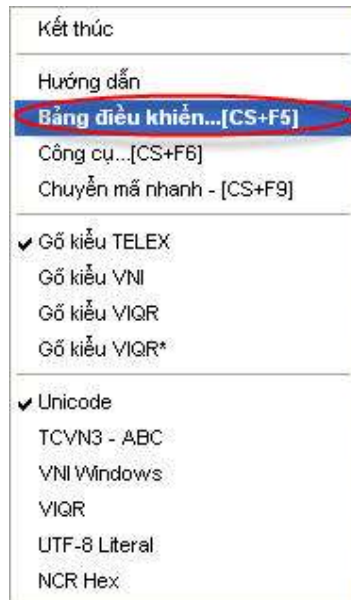 Kết thúc
Hướng dẫn
Bảng điều khiển...[CS+F5]
Công cụ...[CS+F6]
Chuyển mã nhanh - [CS+F9]
Gõ kiểu TELEX
Gõ kiểu VNI
Gõ kiểu VIQR
Gõ kiểu VIQR*
Unicode
TCVN3 - ABC
VNI Windows
VIQR
UTF-8 Literal
NCR Hex